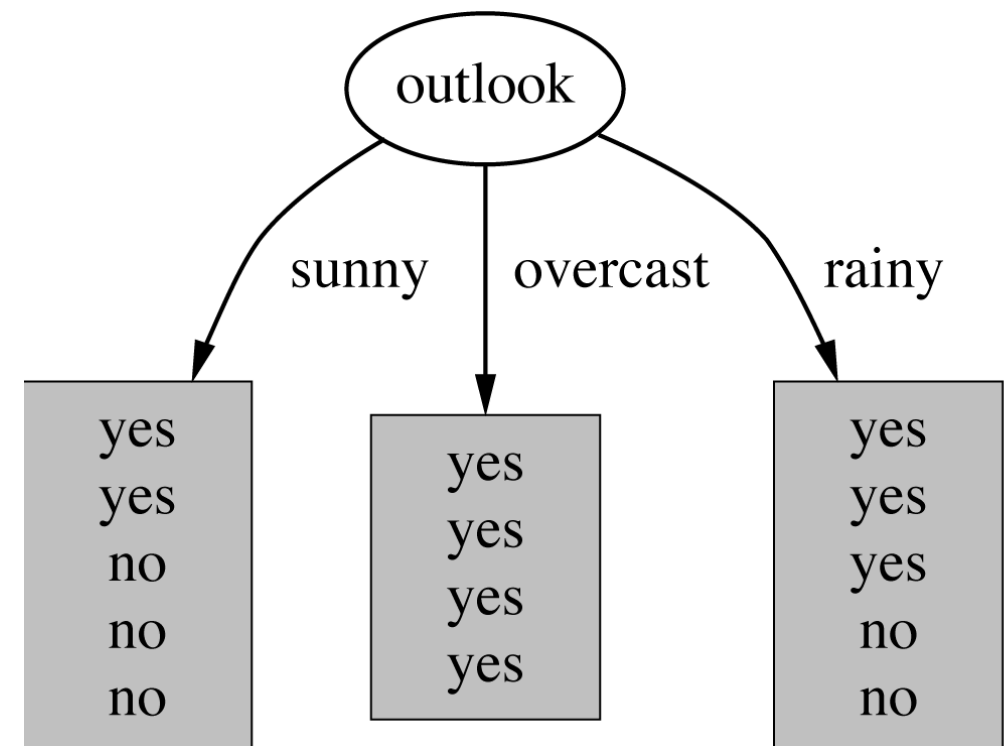 outlook
sunny
overcast
rainy
yes
yes
no
no
no
yes
yes
yes
yes
yes
yes
yes
no
no